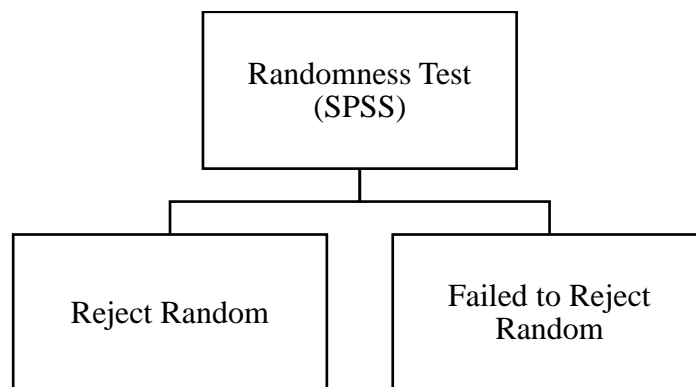 Randomness Test
(SPSS)
Reject Random
Failed to Reject
Random